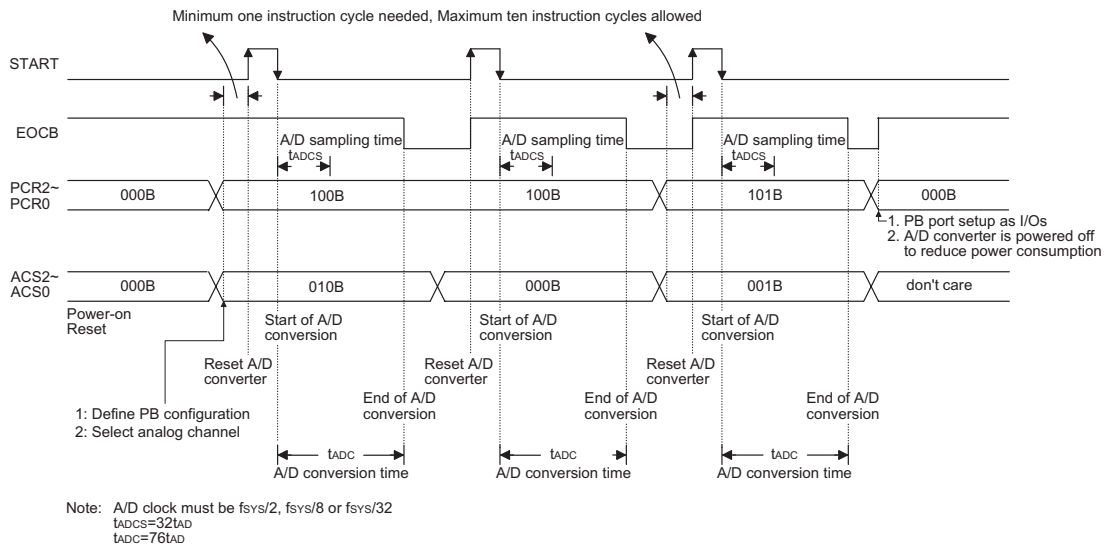 Minimum one instruction cycle needed, Maximum ten instruction cycles allowed
START
EOCB
A/D sampling time
tADCS
A/D sampling time
tADCS
A/D sampling time
tADCS
PCR2~
PCR0
000B
100B
100B
101B
000B
1. PB port setup as I/Os
2. A/D converter is powered off
to reduce power consumption
ACS2~
ACS0
000B
010B
000B
001B
don't care
Power-on
Reset
Start of A/D
conversion
Start of A/D
conversion
Start of A/D
conversion
Reset A/D
converter
Reset A/D
converter
Reset A/D
converter
1: Define PB configuration
2: Select analog channel
End of A/D
conversion
End of A/D
conversion
End of A/D
conversion
tADC
A/D conversion time
tADC
A/D conversion time
tADC
A/D conversion time
Note: A/D clock must be fSYS/2, fSYS/8 or fSYS/32
tADCS=32tAD
tADC=76tAD